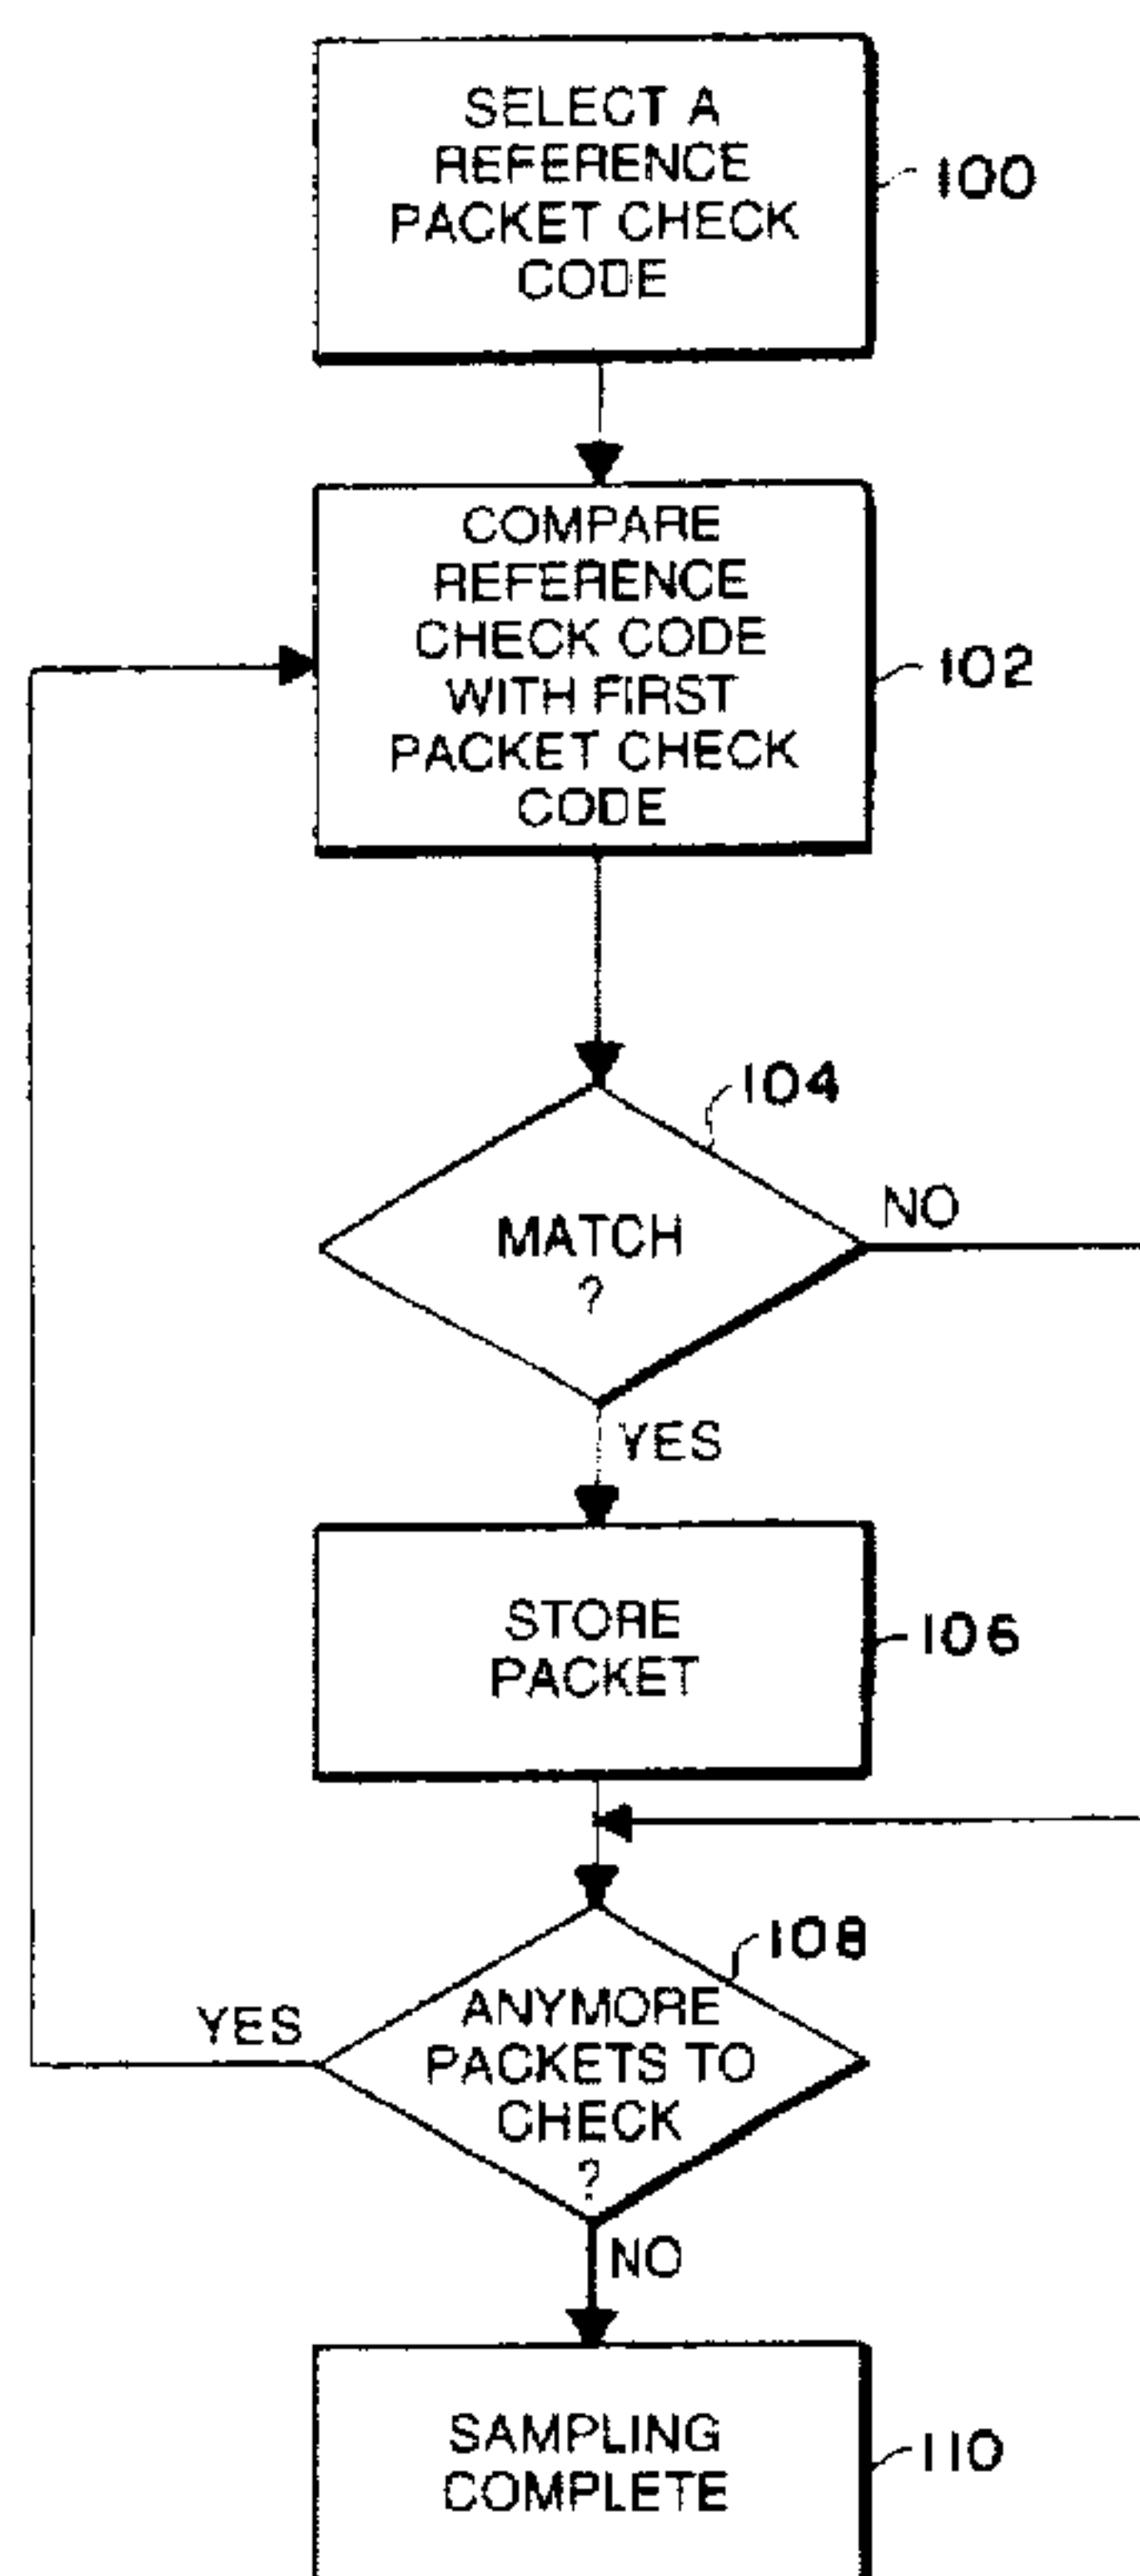 SELECT A
REFERENCE
PACKET CHECK
CODE
100
COMPARE
REFERENCE
CHECK CODE
WITH FIRST
PACKET CHECK
CODE
102
104
MATCH
?
NO
YES
STORE
PACKET
106
108
ANYMORE
PACKETS TO
CHECK
?
YES
NO
SAMPLING
COMPLETE
110